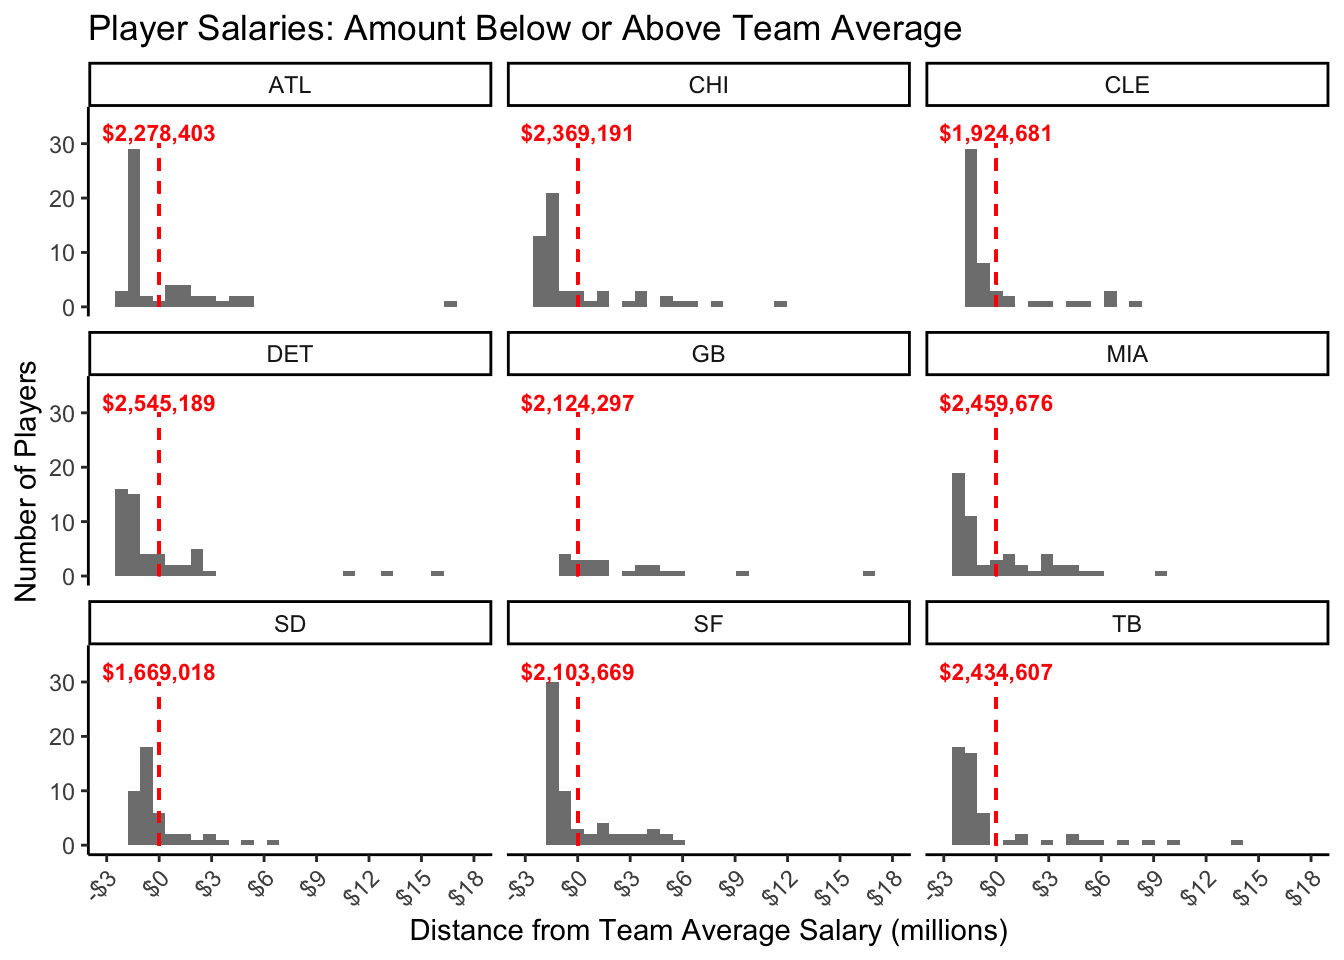 Player Salaries: Amount Below or Above Team Average
ATL CHI CLE
$2,278,403 $2,369,191 $1,924,681
30
20
10
0
DET GB MIA
$2,545,189 $2,124,297 $2,459,676
30
20
10
0
Number of Players
SD SF TB
$1,669,018 $2,103,669 $2,434,607
30
20
10
0
-$3 $0 $3 $6 $9 $12 $15 $18 -$3 $0 $3 $6 $9 $12 $15 $18 -$3 $0 $3 $6 $9 $12 $15 $18
Distance from Team Average Salary (millions)